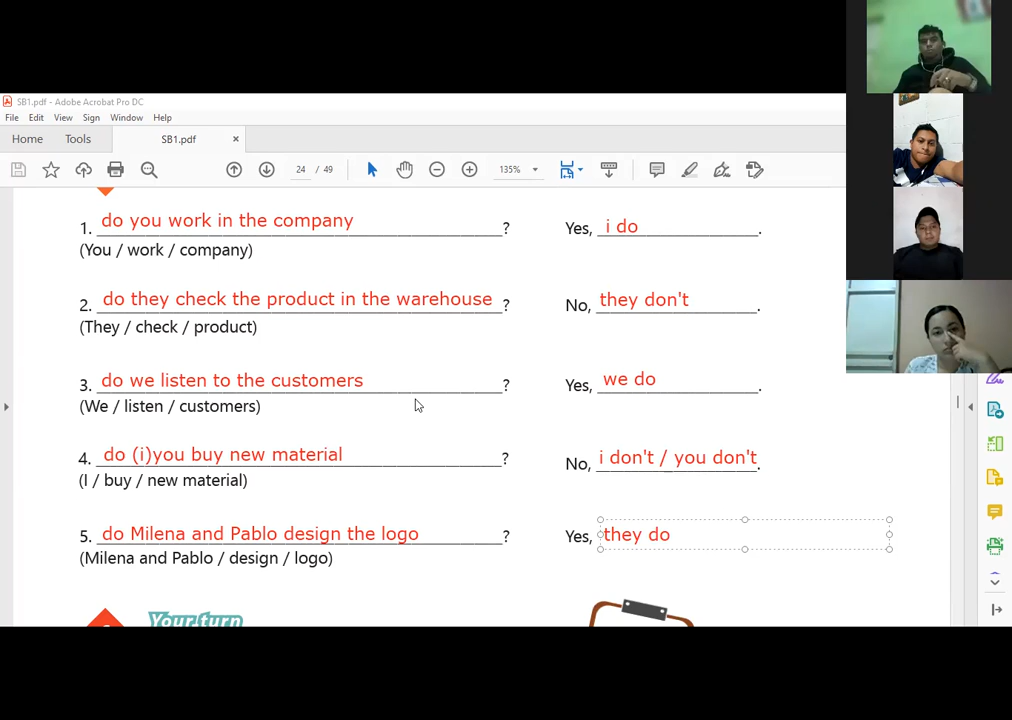 SB1.pdf - Adobe Acrobat Pro DC
File Edit View Sign Window Help
Home Tools SB1.pdf ×
24 / 49 135%
1. do you work in the company ? Yes, i do .
(You / work / company)
2. do they check the product in the warehouse ? No, they don't .
(They / check / product)
3. do we listen to the customers ? Yes, we do .
(We / listen / customers)
4. do (i)you buy new material ? No, i don't / you don't .
(I / buy / new material)
5. do Milena and Pablo design the logo ? Yes, they do
(Milena and Pablo / design / logo)
Your turn